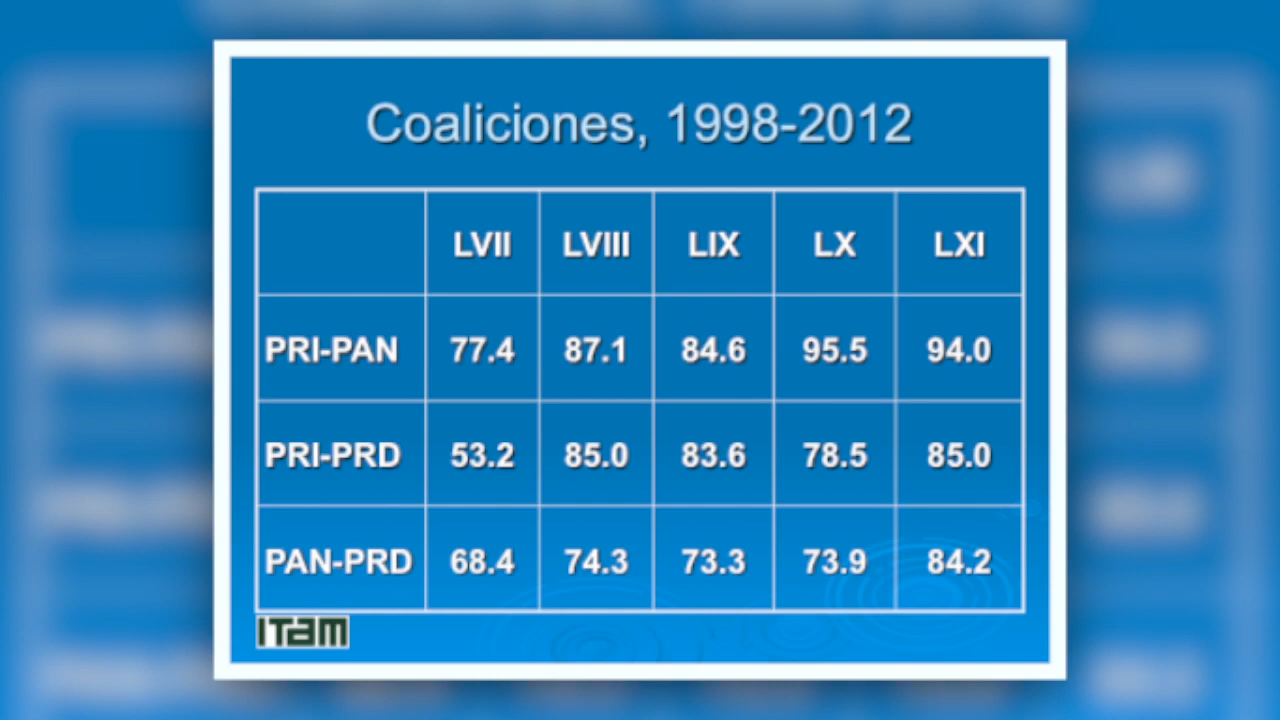 Coaliciones, 1998-2012
LVII LVIII LIX LX LXI
PRI-PAN 77.4 87.1 84.6 95.5 94.0
PRI-PRD 53.2 85.0 83.6 78.5 85.0
PAN-PRD 68.4 74.3 73.3 73.9 84.2
ITAM